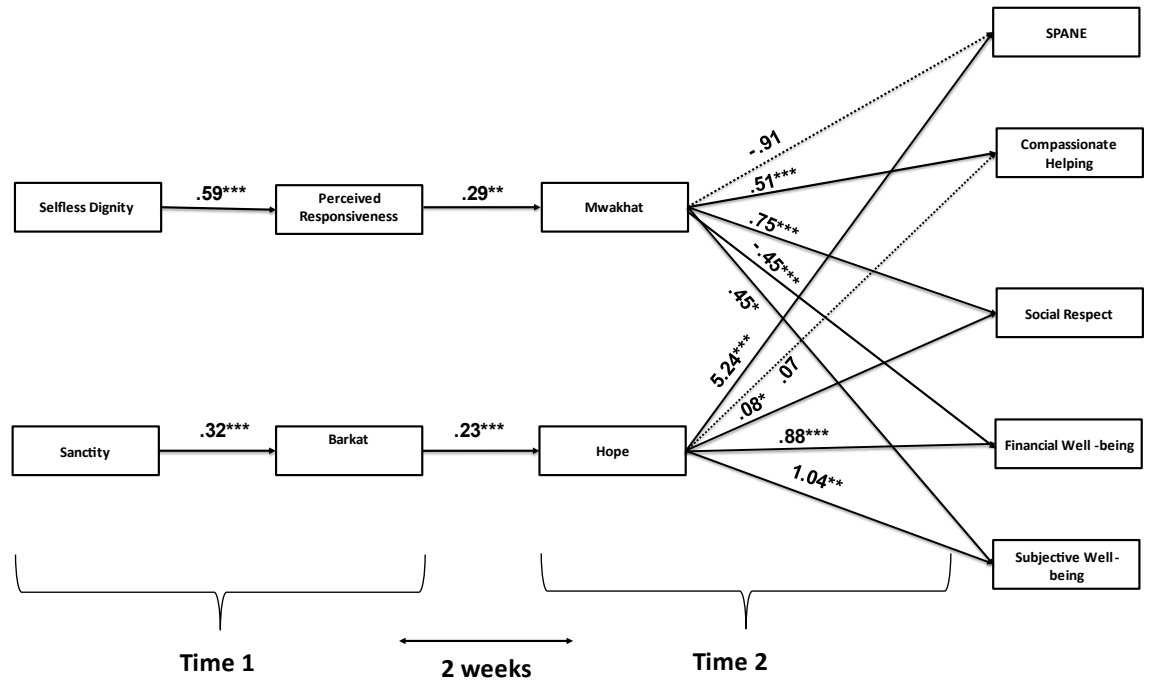 SPANE
-.91
Compassionate
Helping
.51***
.59***
Perceived
Responsiveness
.29**
Selfless Dignity
Mwakhat
.75***
-.45***
.45*
Social Respect
5.24***
.07
.08*
.32***
Barkat
.23***
.88***
Sanctity
Hope
Financial Well -being
1.04**
Subjective Well -
being
Time 1
2 weeks
Time 2